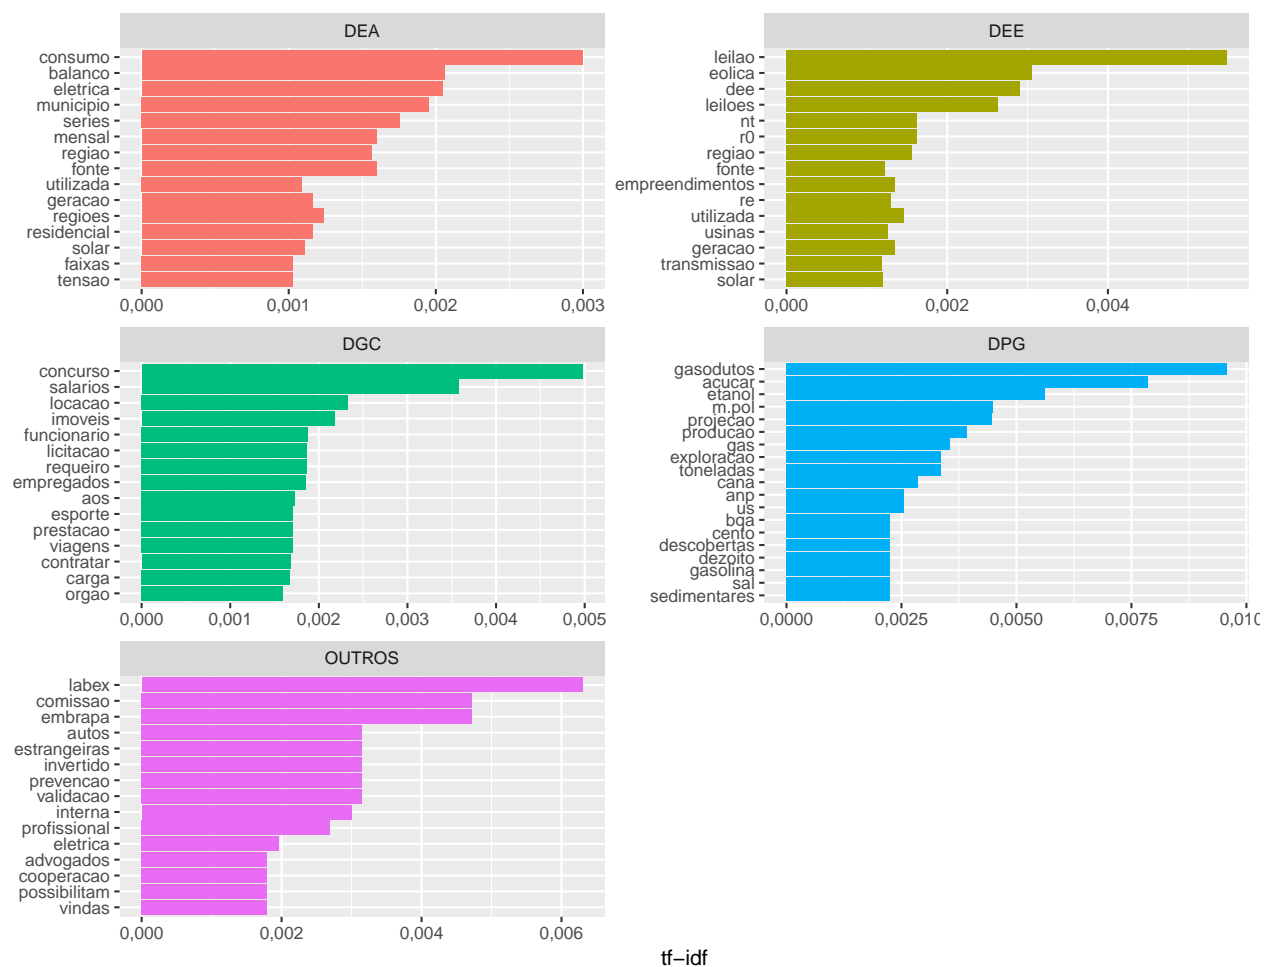 DEA
consumo
balanco
eletrica
municipio
series
mensal
regiao
fonte
utilizada
geracao
regioes
residencial
solar
faixas
tensao
0,000 0,001 0,002 0,003
DEE
leilao
eolica
dee
leiloes
nt
r0
regiao
fonte
empreendimentos
re
utilizada
usinas
geracao
transmissao
solar
0,000 0,002 0,004
DGC
concurso
salarios
locacao
imoveis
funcionario
licitacao
requeiro
empregados
aos
esporte
prestacao
viagens
contratar
carga
orgao
0,000 0,001 0,002 0,003 0,004 0,005
DPG
gasodutos
acucar
etanol
m.pol
projecao
producao
gas
exploracao
toneladas
cana
anp
us
bqa
cento
descobertas
dezoito
gasolina
sal
sedimentares
0,0000 0,0025 0,0050 0,0075 0,010
OUTROS
labex
comissao
embrapa
autos
estrangeiras
invertido
prevencao
validacao
interna
profissional
eletrica
advogados
cooperacao
possibilitam
vindas
0,000 0,002 0,004 0,006
tf−idf